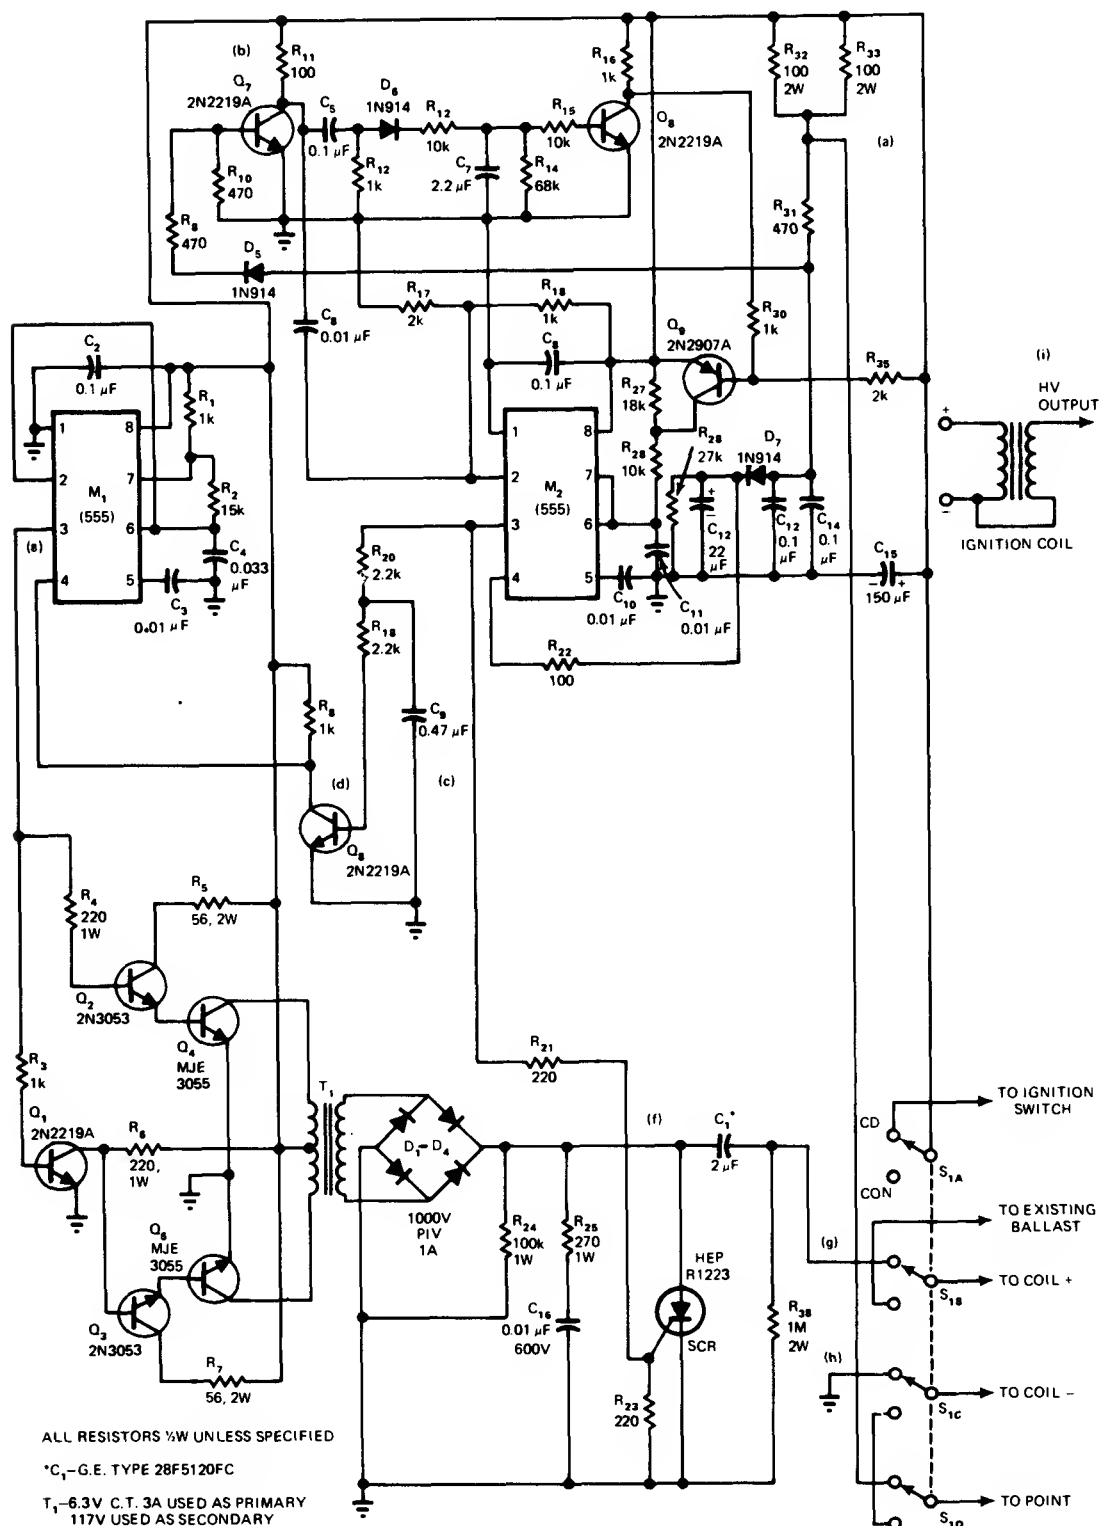 (b)
R11
100
Q7
2N2219A
C5
0.1 µF
D6
1N914
R12
10k
R15
10k
R16
1k
Q8
2N2219A
R32
100
2W
R33
100
2W
(a)
R10
470
R12
1k
C7
2.2 µF
R14
68k
R8
470
D5
1N914
R31
470
C6
0.01 µF
R17
2k
R18
1k
R30
1k
Q9
2N2907A
R35
2k
(i)
HV
OUTPUT
+
−
IGNITION COIL
C2
0.1 µF
R1
1k
C8
0.1 µF
R27
18k
R28
10k
R28
27k
D7
1N914
1
2
3
4
8
7
6
5
M1
(555)
R2
15k
C4
0.033
µF
C3
0.01 µF
(s)
1
2
3
4
8
7
6
5
M2
(555)
+
−
C12
22
µF
C12
0.1
µF
C14
0.1
µF
C15
− +
150 µF
C10
0.01 µF
C11
0.01 µF
R20
2.2k
R18
2.2k
R22
100
R8
1k
C9
0.47 µF
(d)
(c)
Q8
2N2219A
R4
220
1W
R5
56, 2W
Q2
2N3053
Q4
MJE
3055
R3
1k
Q1
2N2219A
R6
220,
1W
T1
R21
220
Q6
MJE
3055
Q3
2N3053
R7
56, 2W
D1–D4
1000V
PIV
1A
R24
100k
1W
R25
270
1W
C16
0.01 µF
600V
(f)
C1*
2 µF
HEP
R1223
SCR
R23
220
R38
1M
2W
CD
CON
TO IGNITION
SWITCH
S1A
TO EXISTING
BALLAST
(g)
TO COIL +
S1B
(h)
TO COIL −
S1C
TO POINT
S1D
ALL RESISTORS ½W UNLESS SPECIFIED
*C1–G.E. TYPE 28F5120FC
T1–6.3V C.T. 3A USED AS PRIMARY
117V USED AS SECONDARY